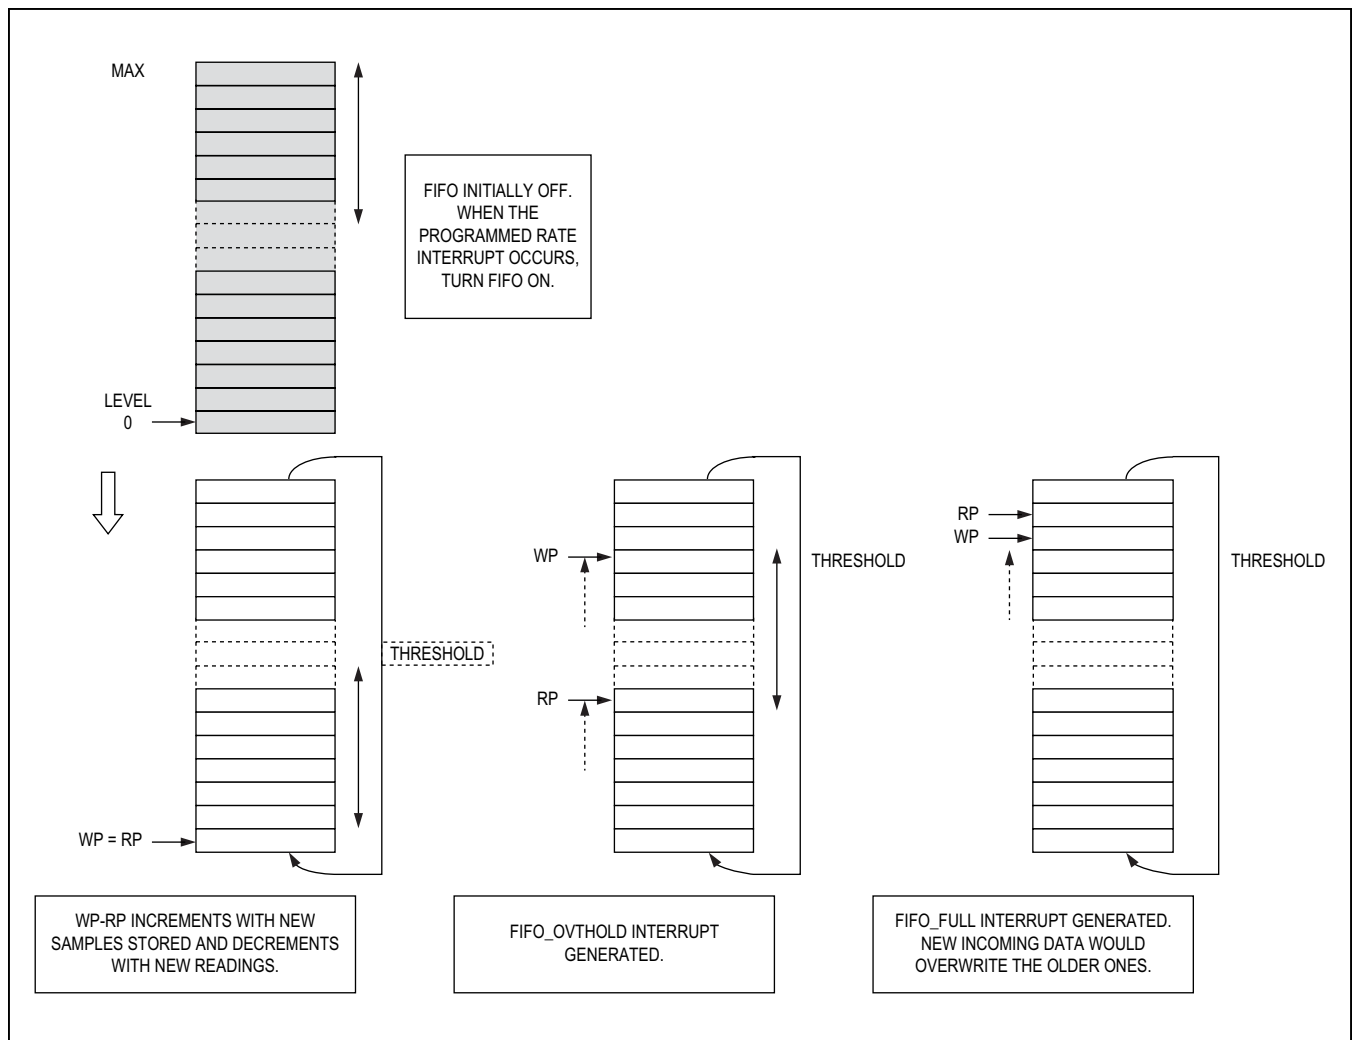 MAX
FIFO INITIALLY OFF.
WHEN THE
PROGRAMMED RATE
INTERRUPT OCCURS,
TURN FIFO ON.
LEVEL
0
THRESHOLD
WP = RP
WP
THRESHOLD
RP
RP
WP
THRESHOLD
WP-RP INCREMENTS WITH NEW
SAMPLES STORED AND DECREMENTS
WITH NEW READINGS.
FIFO_OVTHOLD INTERRUPT
GENERATED.
FIFO_FULL INTERRUPT GENERATED.
NEW INCOMING DATA WOULD
OVERWRITE THE OLDER ONES.